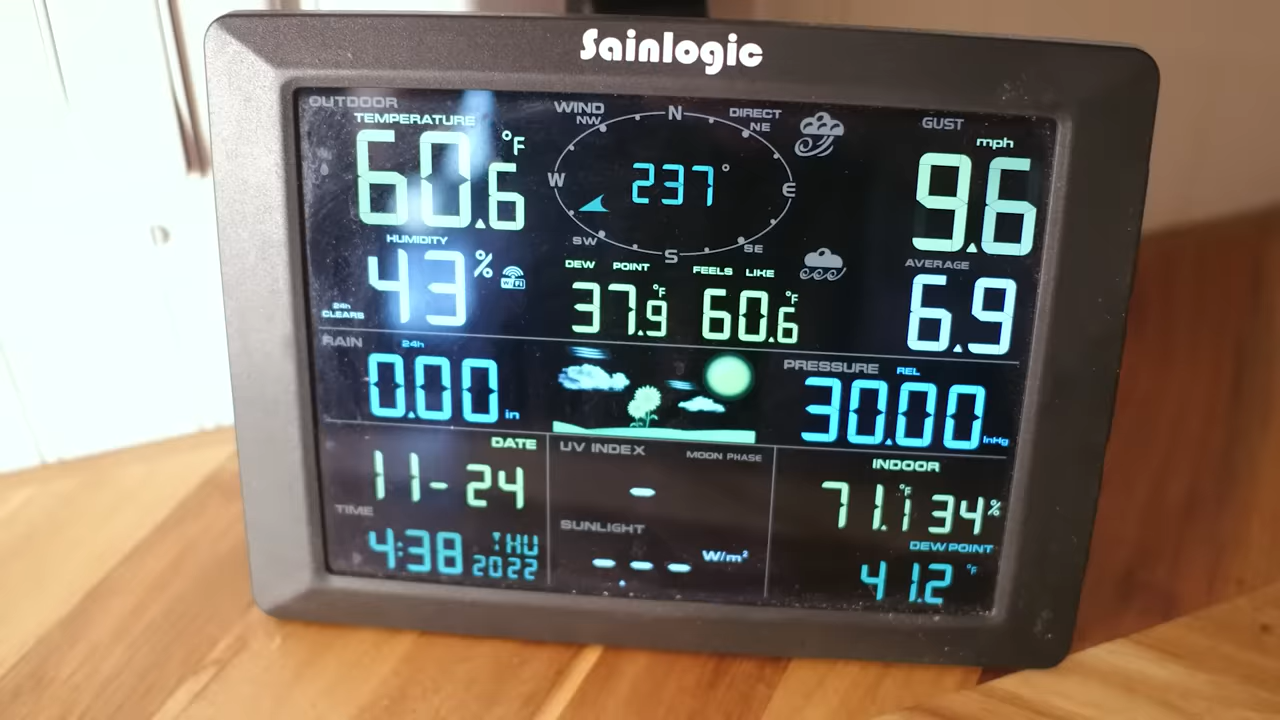 Sainlogic
OUTDOOR
TEMPERATURE
60.6 °F
HUMIDITY
43 %
WiFi
24h
CLEARS
WIND DIRECT
N
NW NE
W 237° E
SW SE
S
DEW POINT FEELS LIKE
37.9 °F 60.6 °F
GUST
mph
9.6
AVERAGE
6.9
RAIN 24h
0.00 in
PRESSURE REL
30.00 InHg
DATE
11-24
TIME
4:38 THU
2022
UV INDEX MOON PHASE
-
SUNLIGHT
--- W/m²
INDOOR
71.1 °F 34%
DEWPOINT
41.2 °F